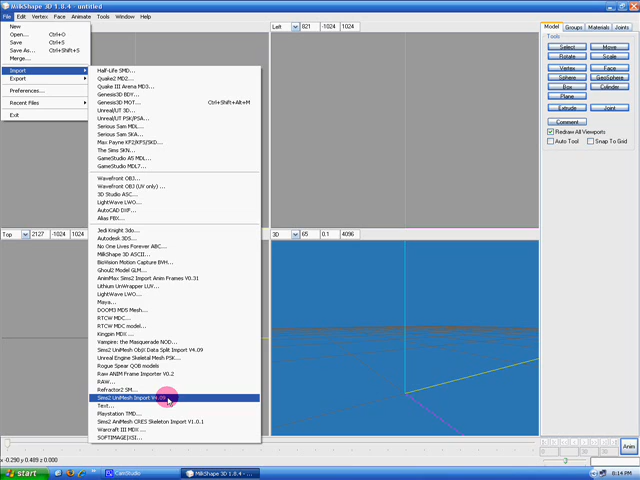 MilkShape 3D 1.8.4 - untitled
File Edit Vertex Face Animate Tools Window Help
New
Open... Ctrl+O
Save Ctrl+S
Save As... Ctrl+Shift+S
Merge...
Import
Export
Preferences...
Recent Files
Exit
Half-Life SMD...
Quake2 MD2...
Quake III Arena MD3...
Genesis3D BDY...
Genesis3D MOT... Ctrl+Shift+Alt+M
Unreal/UT 3D...
Unreal/UT PSK/PSA...
Serious Sam MDL...
Serious Sam SKA...
Max Payne KF2/KFS/SKD...
The Sims SKN...
GameStudio A5 MDL...
GameStudio MDL7...
Wavefront OBJ...
Wavefront OBJ (UV only) ...
3D Studio ASC...
LightWave LWO...
AutoCAD DXF...
Alias FBX...
Jedi Knight 3do...
Autodesk 3DS...
No One Lives Forever ABC...
MilkShape 3D ASCII...
BioVision Motion Capture BVH...
Ghoul2 Model GLM...
AnimMax Sims2 Import Anim Frames V0.31
Lithium UnWrapper LUV...
LightWave LWO...
Maya...
DOOM3 MD5 Mesh...
RTCW MDC...
RTCW MDC model...
Kingpin MDX ...
Vampire: the Masquerade NOD...
Sims2 UniMesh ObjX Data Split Import V4.09
Unreal Engine Skeletal Mesh PSK...
Rogue Spear QOB models
Raw ANIM Frame Importer V0.2
RAW...
Refractor2 SM...
Sims2 UniMesh Import V4.09
Text...
Playstation TMD...
Sims2 AniMesh CRES Skeleton Import V1.0.1
Warcraft III MDX ...
SOFTIMAGE|XSI...
Left 821 -1024 1024
Top 2127 -1024 1024
3D 65 0.1 4096
Model Groups Materials Joints
Tools
Select Move
Rotate Scale
Vertex Face
Sphere GeoSphere
Box Cylinder
Plane
Extrude Joint
Comment
Redraw All Viewports
Auto Tool Snap To Grid
Anim
x -0.290 y 0.489 z 0.000
start CamStudio MilkShape 3D 1.8.4 - ... 8:14 PM